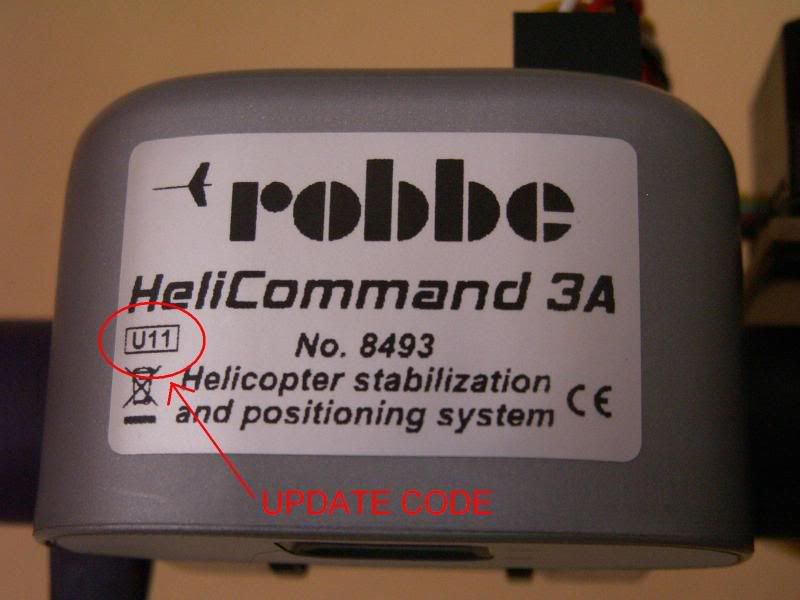 robbe
HeliCommand 3A
U11
No. 8493
Helicopter stabilization
and positioning system
CE
UPDATE CODE